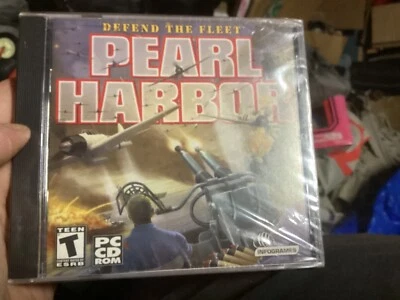 DEFEND THE FLEET
PEARL
HARBOR
TEEN
T
ESRB
PC
CD
ROM
INFOGRAMES